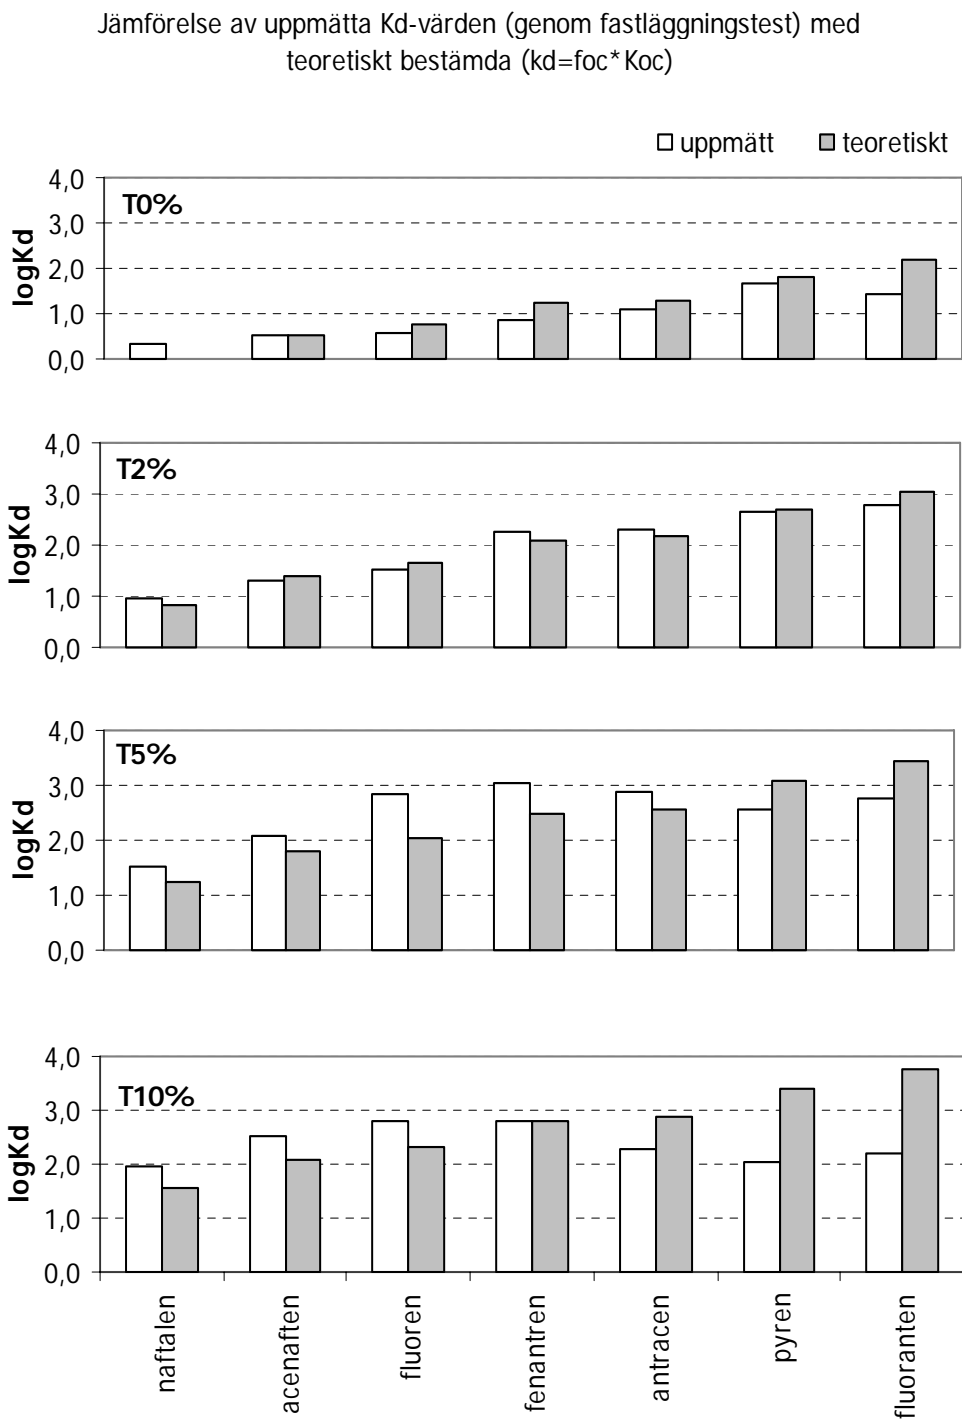 Jämförelse av uppmätta Kd-värden (genom fastläggningstest) med
teoretiskt bestämda (kd=foc*Koc)
uppmätt teoretiskt
T0%
logKd
4,0
3,0
2,0
1,0
0,0
T2%
logKd
4,0
3,0
2,0
1,0
0,0
T5%
logKd
4,0
3,0
2,0
1,0
0,0
T10%
logKd
4,0
3,0
2,0
1,0
0,0
naftalen
acenaften
fluoren
fenantren
antracen
pyren
fluoranten